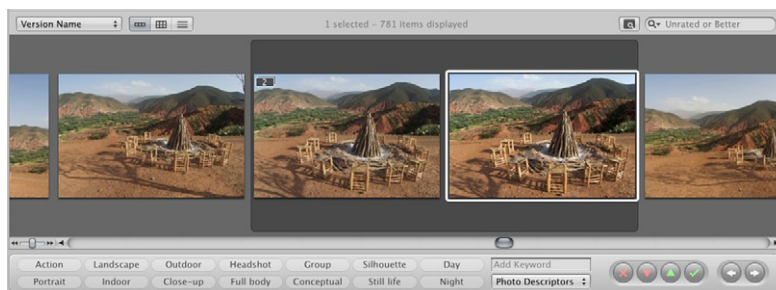 Version Name
1 selected – 781 items displayed
Unrated or Better
2
Action Landscape Outdoor Headshot Group Silhouette Day Add Keyword
Portrait Indoor Close-up Full body Conceptual Still life Night Photo Descriptors